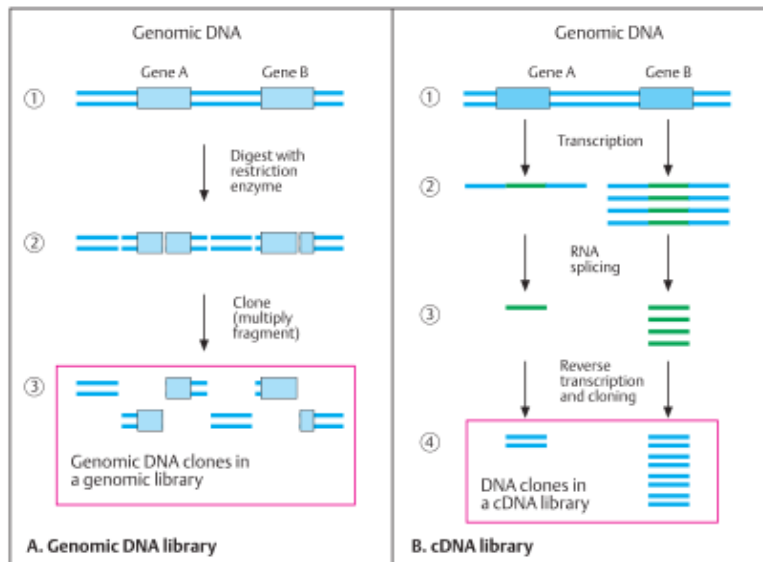 Genomic DNA
Gene A
Gene B
①
Digest with
restriction
enzyme
②
Clone
(multiply
fragment)
③
Genomic DNA clones in
a genomic library
A. Genomic DNA library
Genomic DNA
Gene A
Gene B
①
Transcription
②
RNA
splicing
③
Reverse
transcription
and cloning
④
DNA clones in
a cDNA library
B. cDNA library